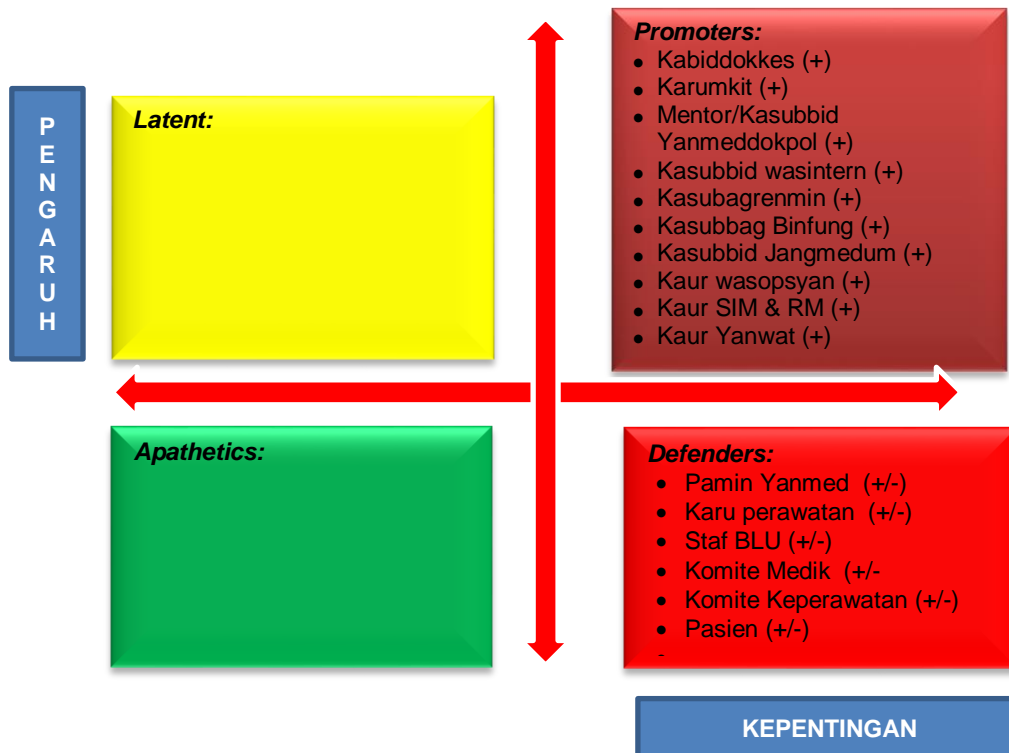 PENGARUH
Latent:
Promoters:
• Kabiddokkes (+)
• Karumkit (+)
• Mentor/Kasubbid
Yanmeddokpol (+)
• Kasubbid wasintern (+)
• Kasubagrenmin (+)
• Kasubbag Binfung (+)
• Kasubbid Jangmedum (+)
• Kaur wasopsyan (+)
• Kaur SIM & RM (+)
• Kaur Yanwat (+)
Apathetics:
Defenders:
• Pamin Yanmed (+/-)
• Karu perawatan (+/-)
• Staf BLU (+/-)
• Komite Medik (+/-
• Komite Keperawatan (+/-)
• Pasien (+/-)
KEPENTINGAN